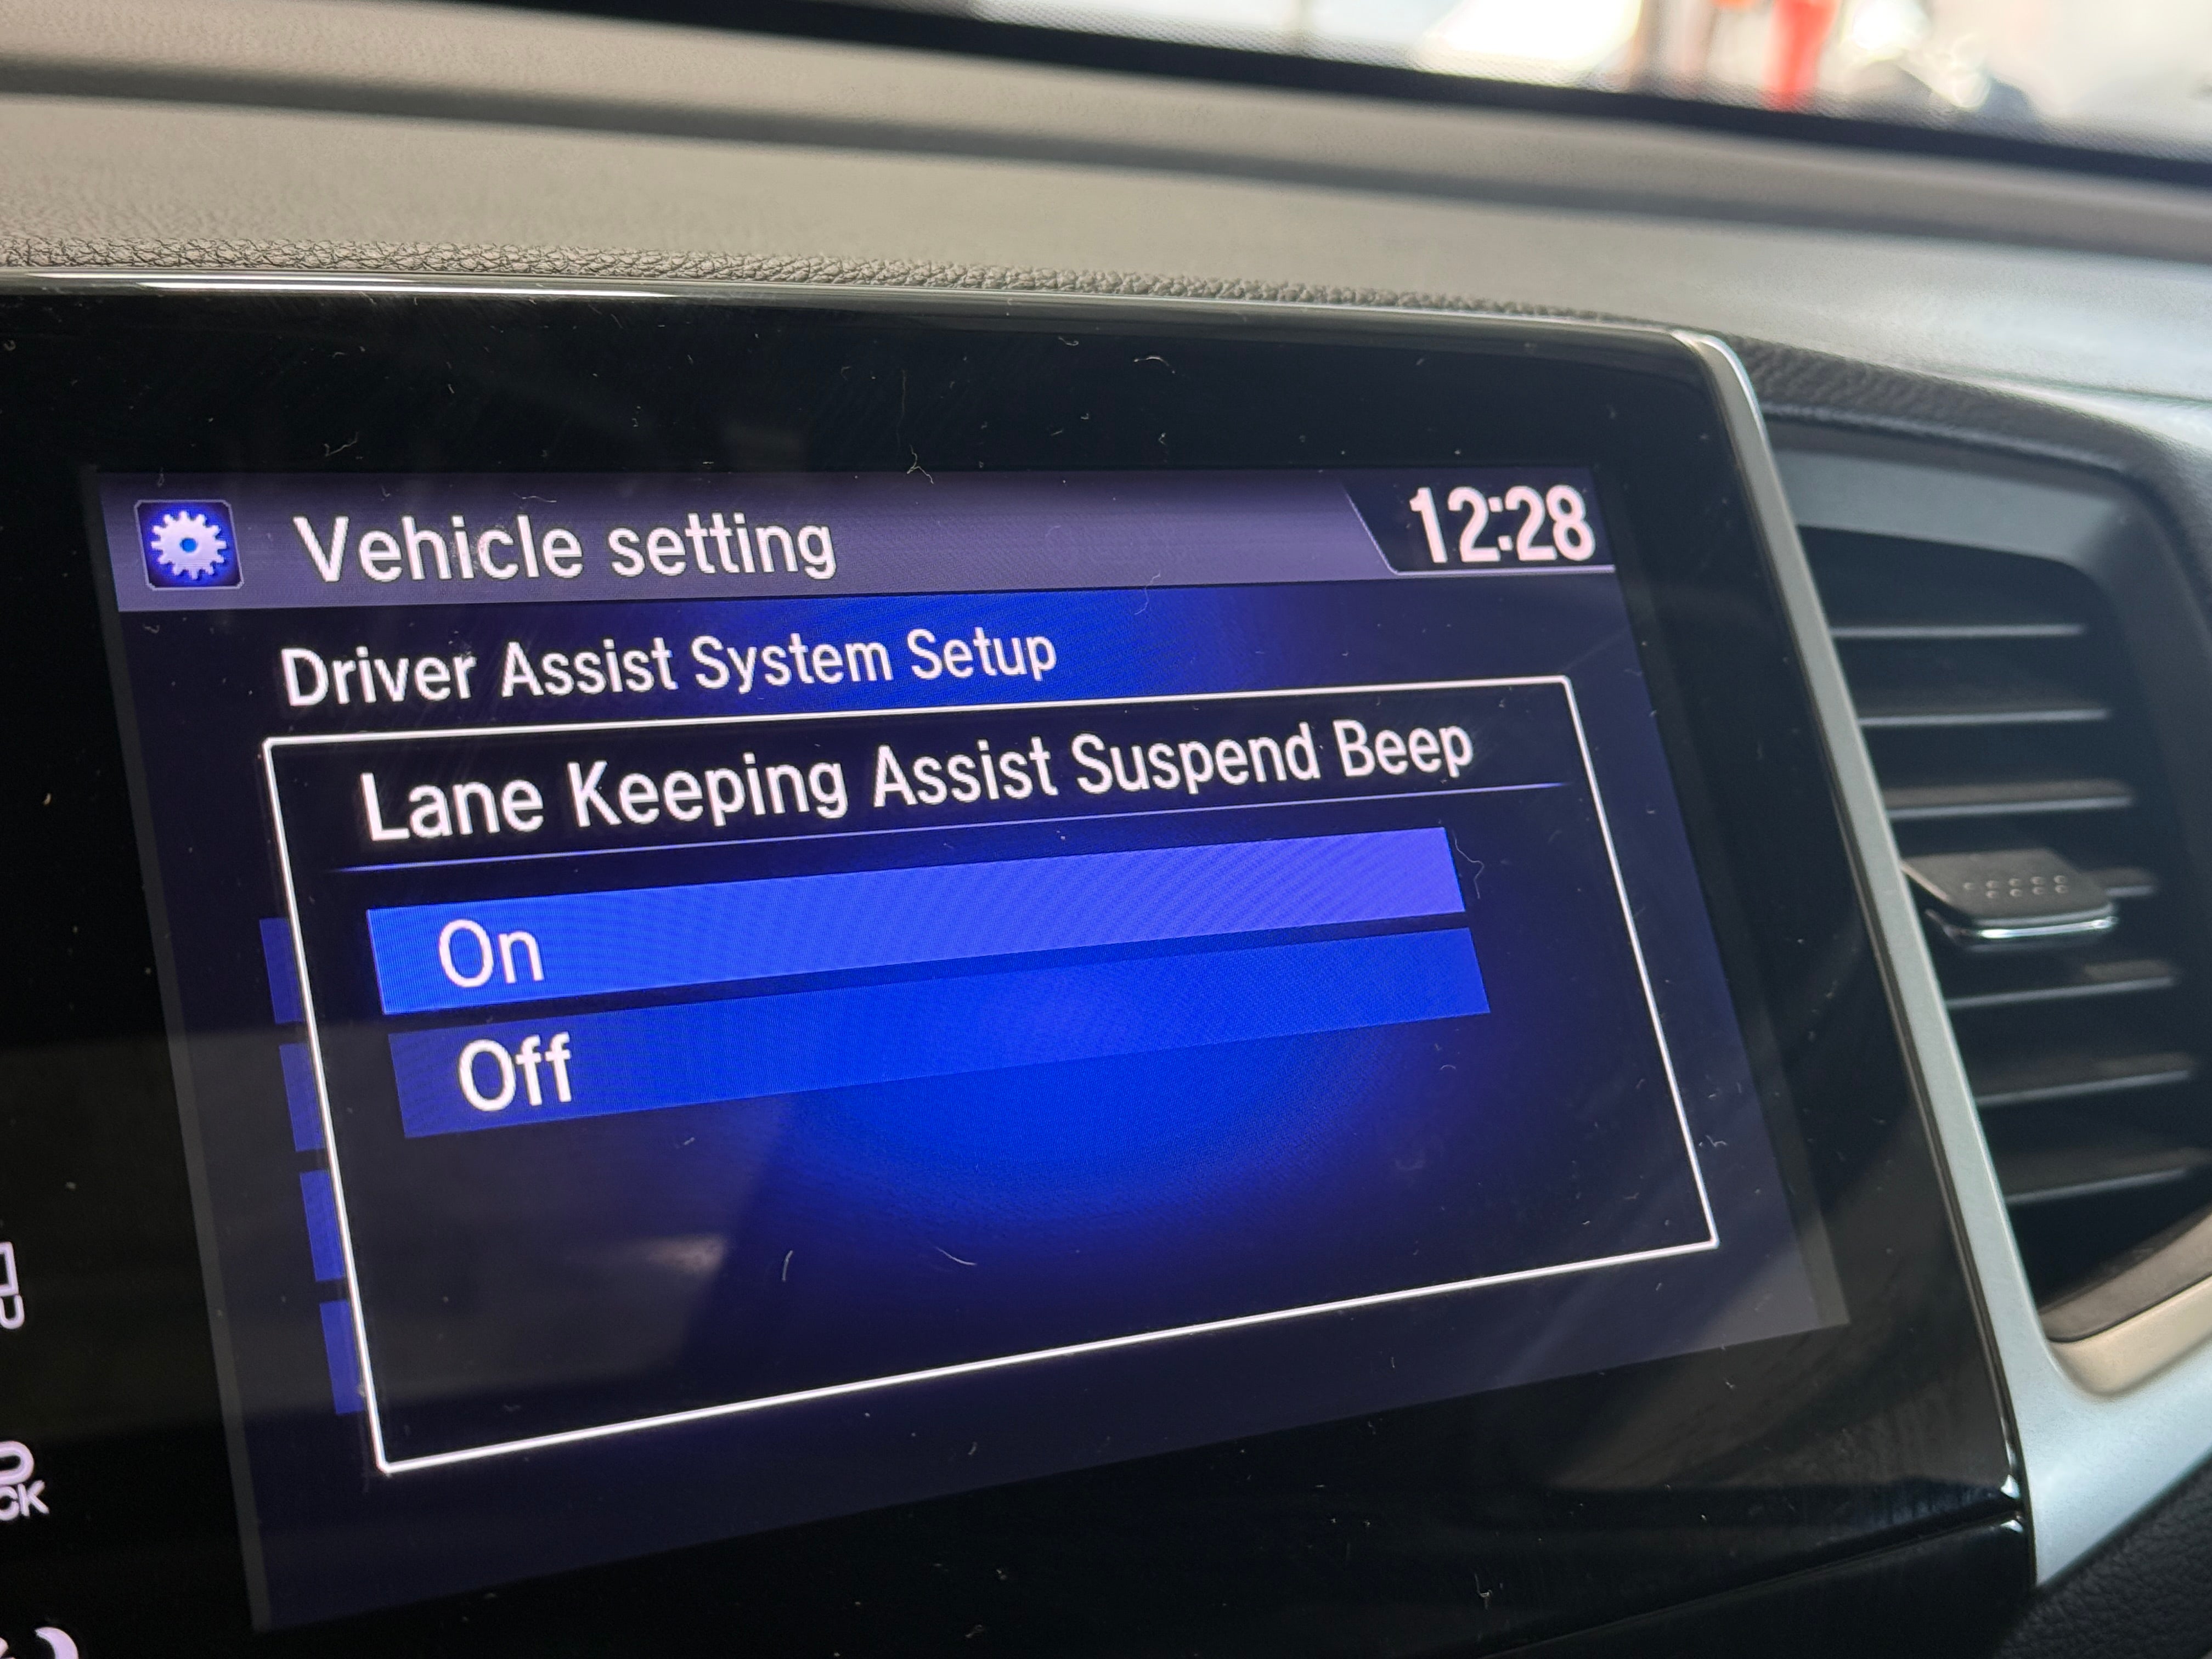 Vehicle setting
12:28
Driver Assist System Setup
Lane Keeping Assist Suspend Beep
On
Off